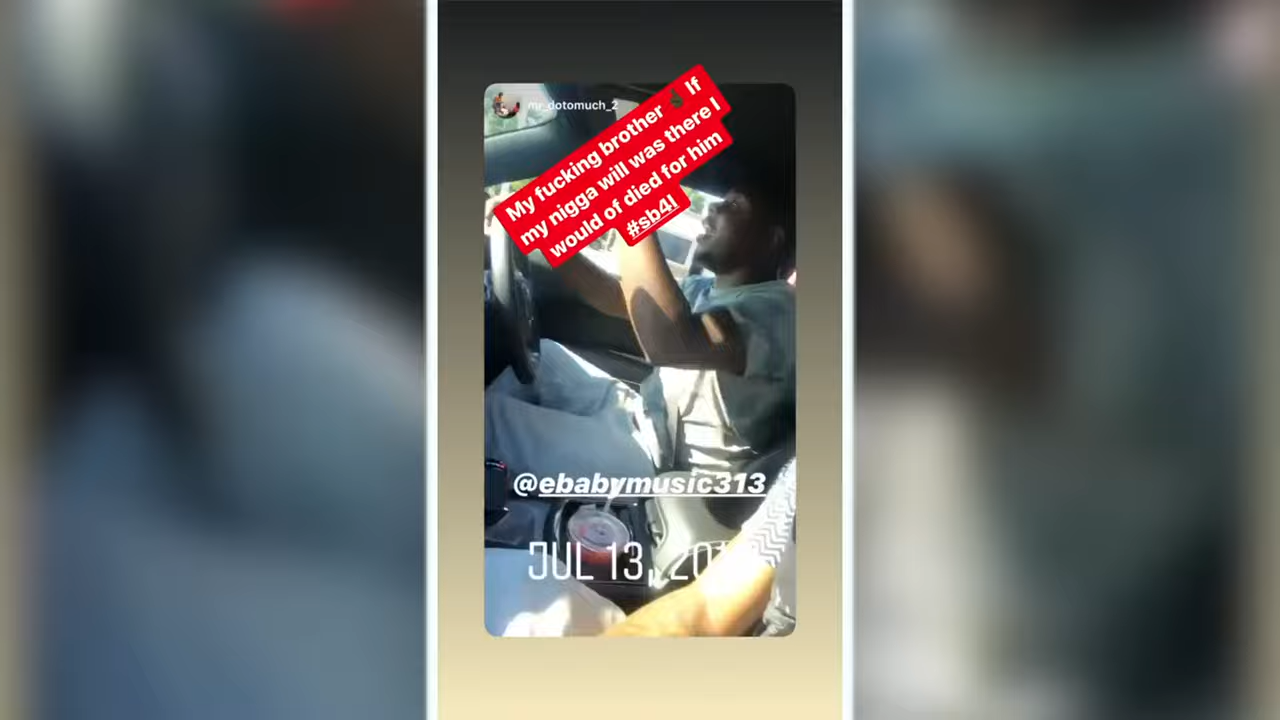 mr_dotomuch_2
My fucking brother If
my nigga will was there I
would of died for him
#sb4l
@ebabymusic313
JUL 13,